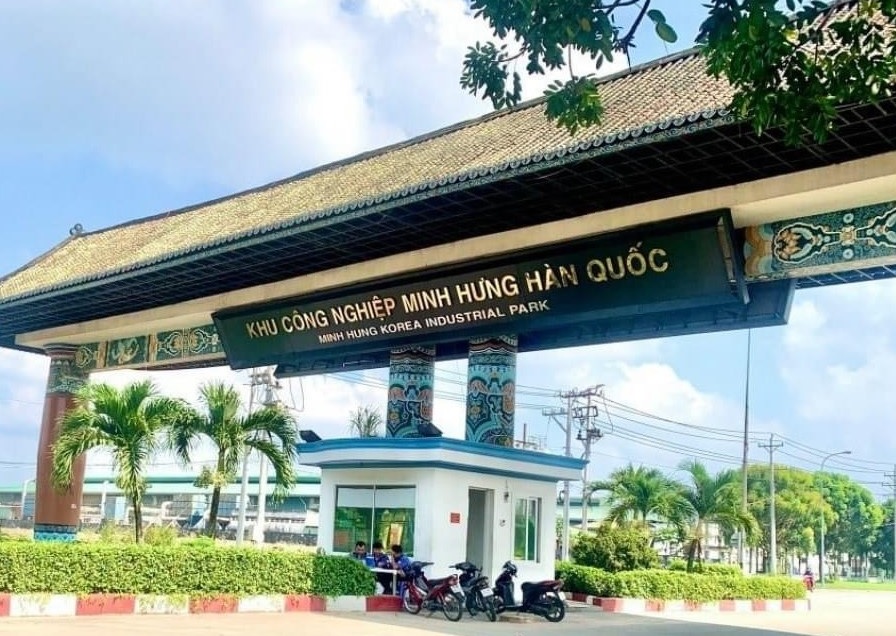 KHU CÔNG NGHIỆP MINH HƯNG HÀN QUỐC
MINH HUNG KOREA INDUSTRIAL PARK